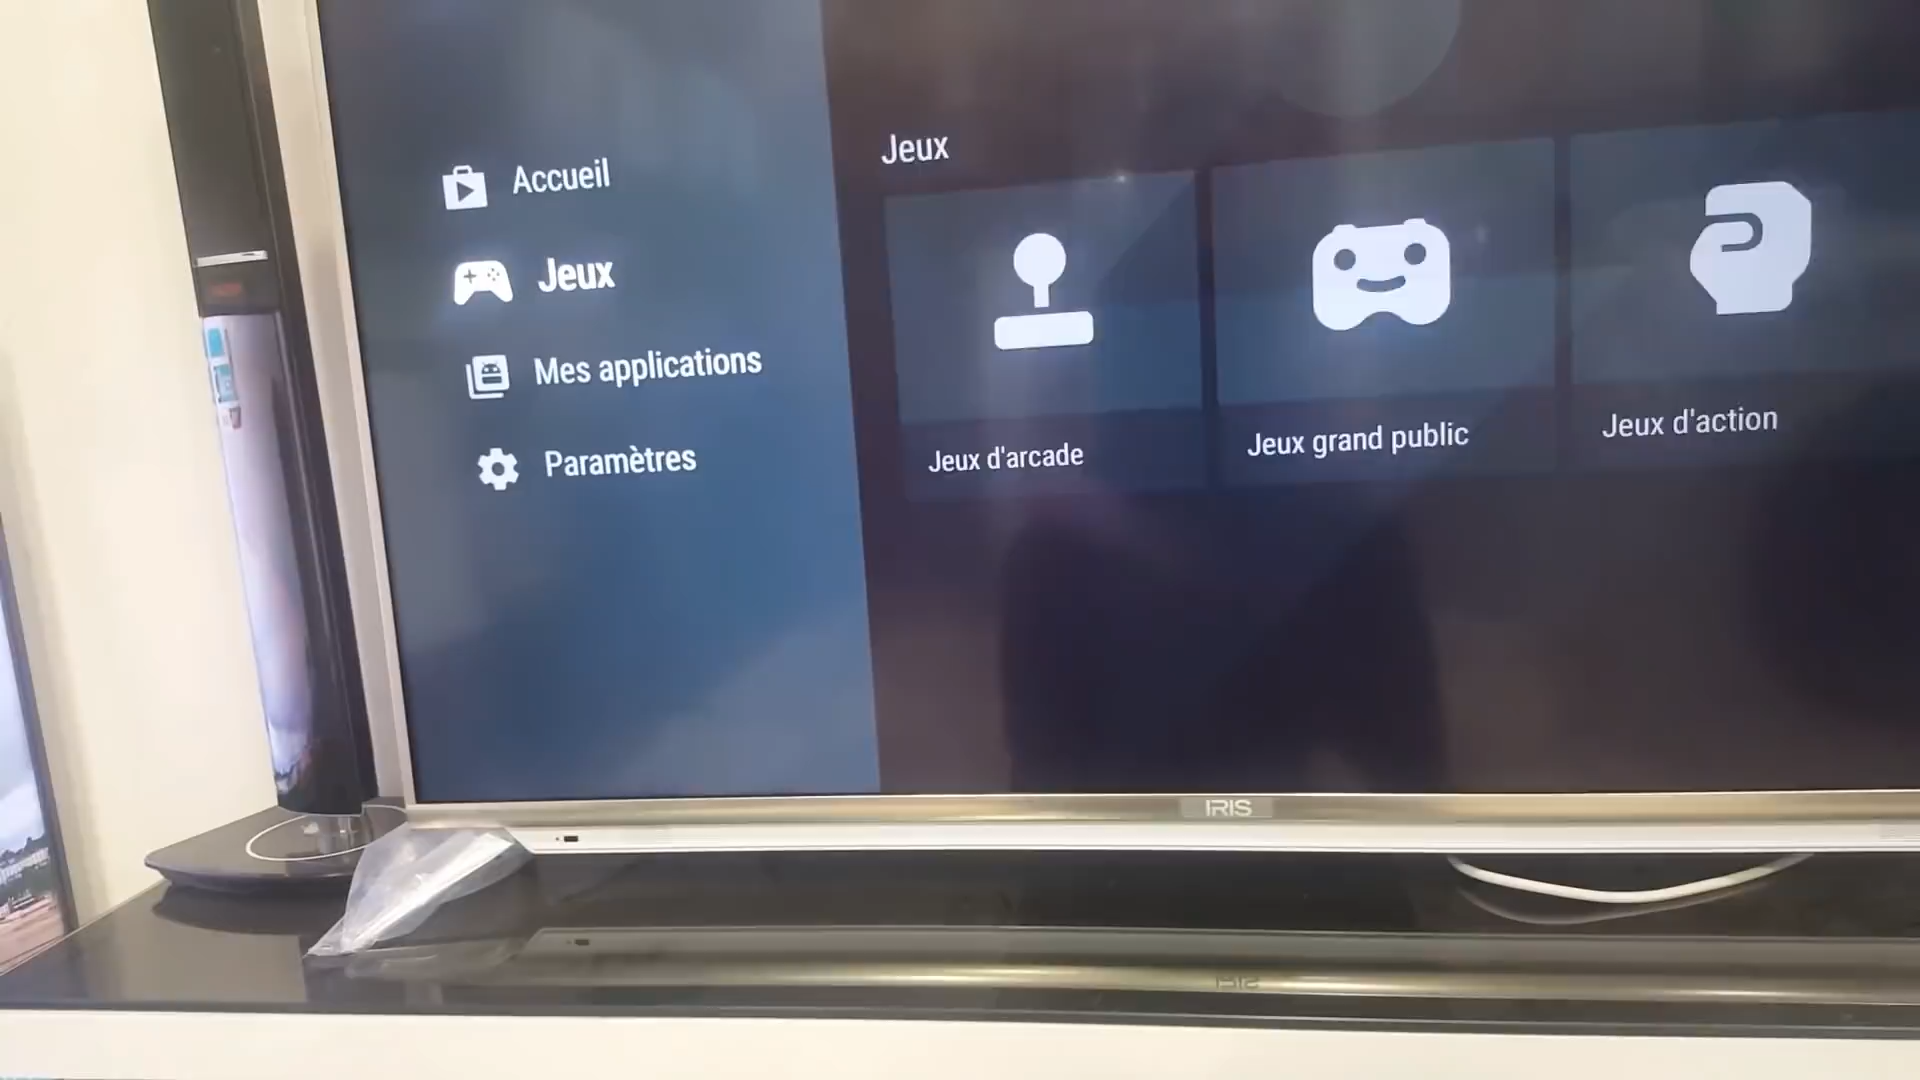 Accueil
Jeux
Mes applications
Paramètres
Jeux
Jeux d'arcade
Jeux grand public
Jeux d'action
IRIS